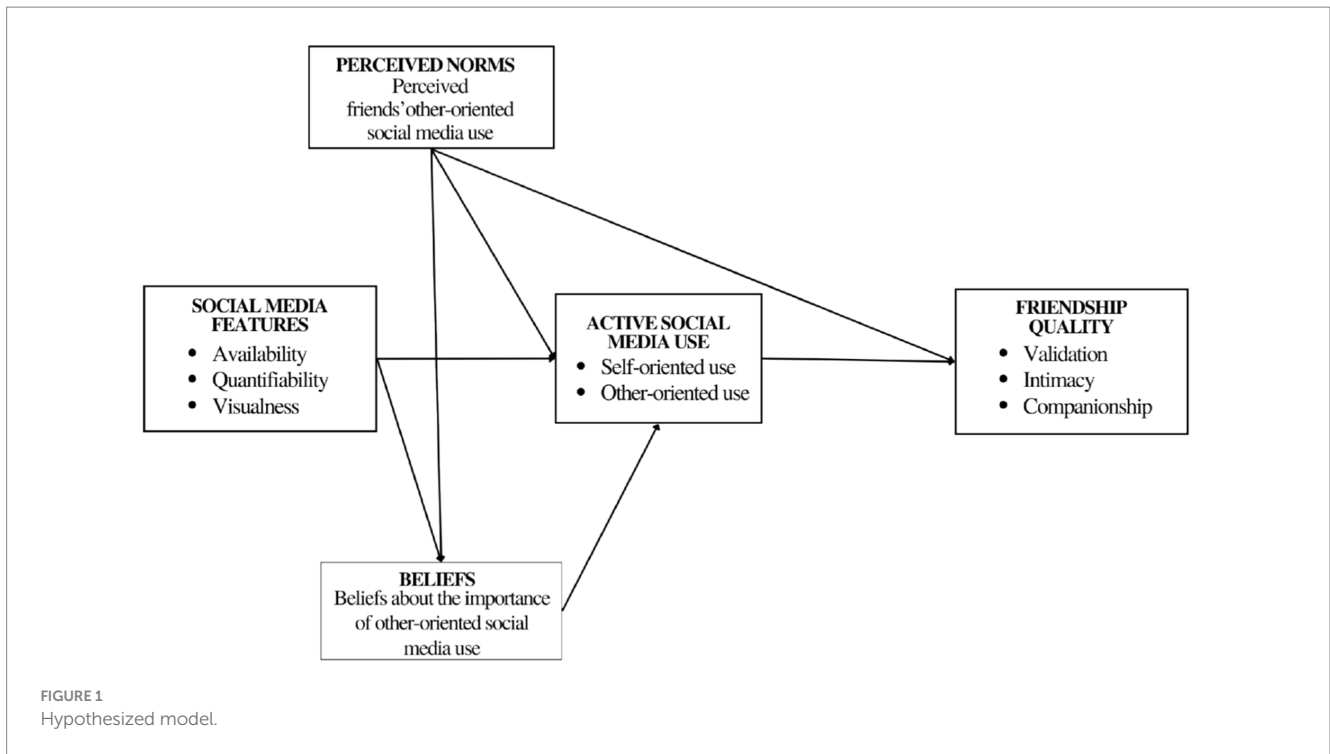 PERCEIVED NORMS
Perceived
friends'other-oriented
social media use
SOCIAL MEDIA
FEATURES
• Availability
• Quantifiability
• Visualness
ACTIVE SOCIAL
MEDIA USE
• Self-oriented use
• Other-oriented use
FRIENDSHIP
QUALITY
• Validation
• Intimacy
• Companionship
BELIEFS
Beliefs about the importance
of other-oriented social
media use
FIGURE 1
Hypothesized model.